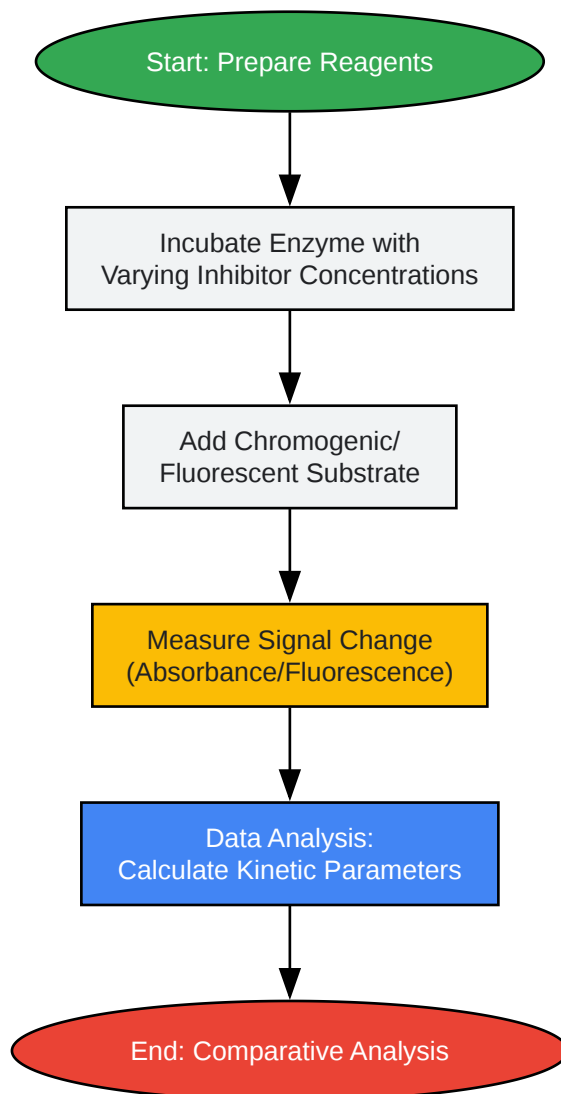 Start: Prepare Reagents
Incubate Enzyme with
Varying Inhibitor Concentrations
Add Chromogenic/
Fluorescent Substrate
Measure Signal Change
(Absorbance/Fluorescence)
Data Analysis:
Calculate Kinetic Parameters
End: Comparative Analysis